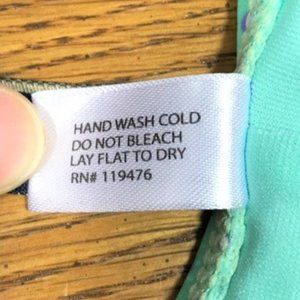 HAND WASH COLD
DO NOT BLEACH
LAY FLAT TO DRY
RN# 119476